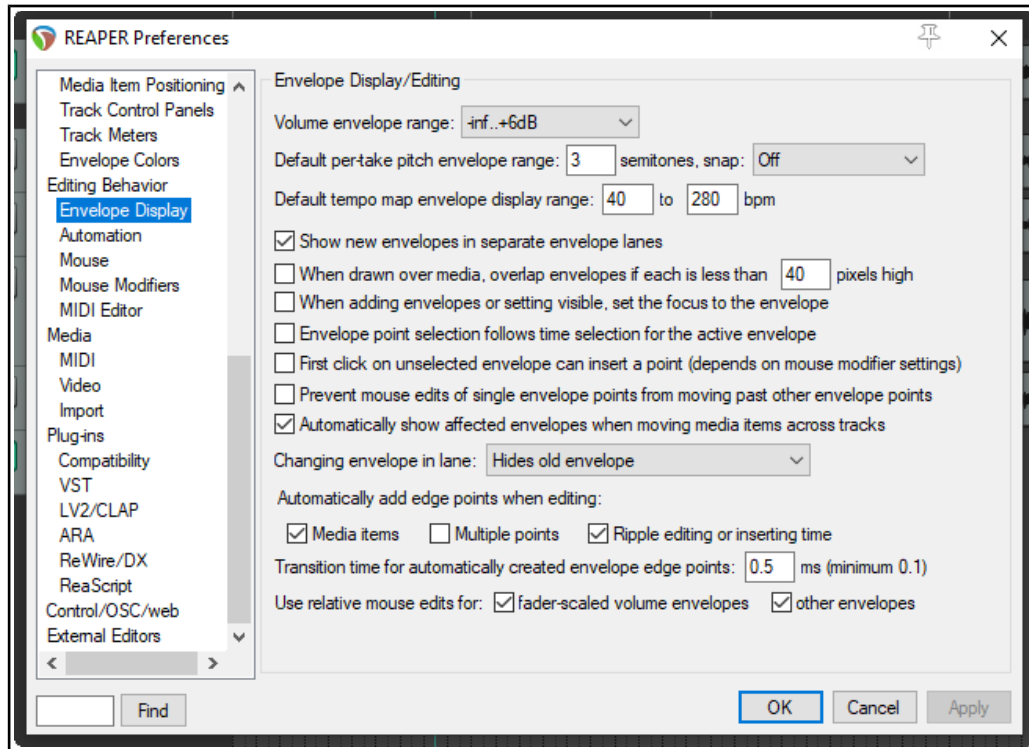 REAPER Preferences
Media Item Positioning
Track Control Panels
Track Meters
Envelope Colors
Editing Behavior
Envelope Display
Automation
Mouse
Mouse Modifiers
MIDI Editor
Media
MIDI
Video
Import
Plug-ins
Compatibility
VST
LV2/CLAP
ARA
ReWire/DX
ReaScript
Control/OSC/web
External Editors
Find
Envelope Display/Editing
Volume envelope range: -inf..+6dB
Default per-take pitch envelope range: 3 semitones, snap: Off
Default tempo map envelope display range: 40 to 280 bpm
Show new envelopes in separate envelope lanes
When drawn over media, overlap envelopes if each is less than 40 pixels high
When adding envelopes or setting visible, set the focus to the envelope
Envelope point selection follows time selection for the active envelope
First click on unselected envelope can insert a point (depends on mouse modifier settings)
Prevent mouse edits of single envelope points from moving past other envelope points
Automatically show affected envelopes when moving media items across tracks
Changing envelope in lane: Hides old envelope
Automatically add edge points when editing:
Media items Multiple points Ripple editing or inserting time
Transition time for automatically created envelope edge points: 0.5 ms (minimum 0.1)
Use relative mouse edits for: fader-scaled volume envelopes other envelopes
OK Cancel Apply